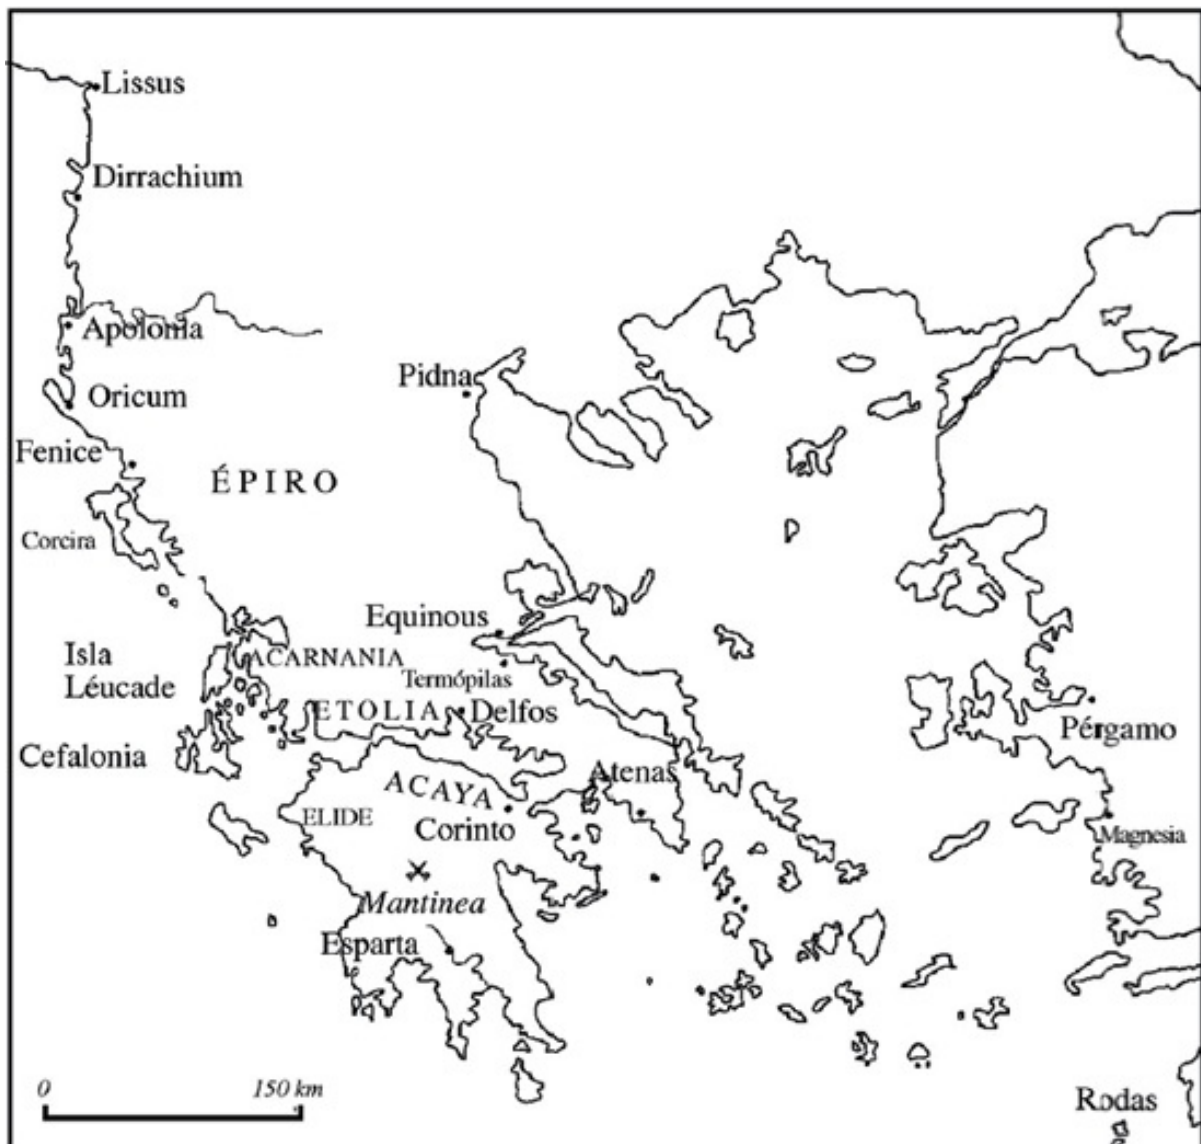 Lissus
Dirrachium
Apolonia
Pidna
Oricum
Fenice
ÉPIRO
Corcira
Equinous
Isla
Léucade
ACARNANIA
Termópilas
ETOLIA
Delfos
Pérgamo
Cefalonia
Atenas
ACAYA
ELIDE
Corinto
Magnesia
Mantinea
Esparta
0
150 km
Rodas